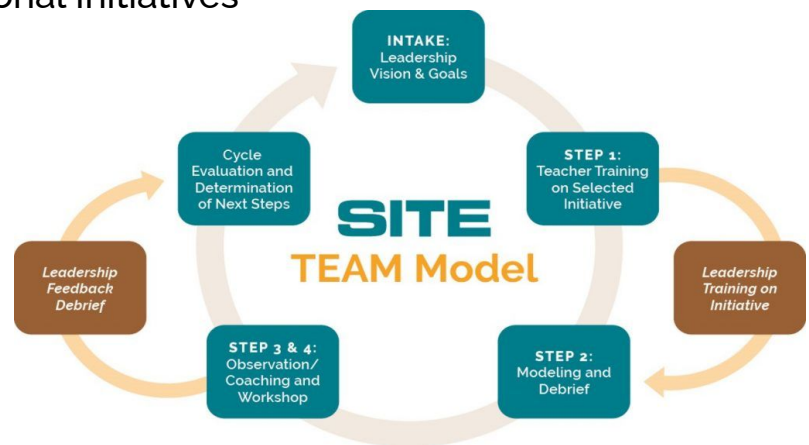 Initiatives
INTAKE:
Leadership
Vision & Goals
STEP 1:
Teacher Training
on Selected
Initiative
Leadership
Training on
Initiative
STEP 2:
Modeling and
Debrief
STEP 3 & 4:
Observation/
Coaching and
Workshop
Leadership
Feedback
Debrief
Cycle
Evaluation and
Determination
of Next Steps
SITE
TEAM Model